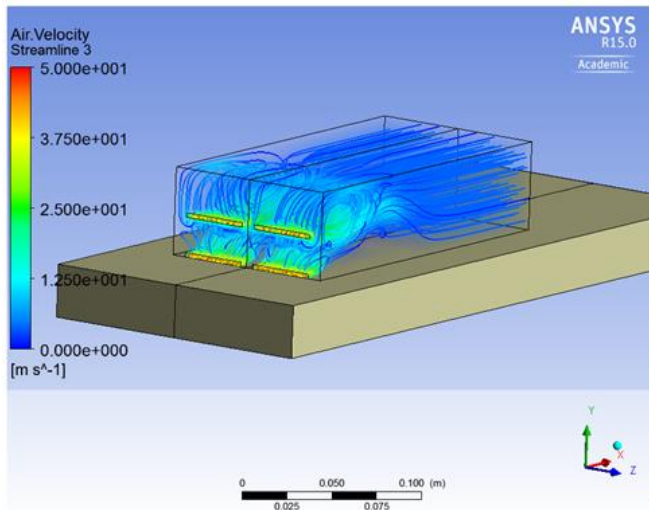 Air.Velocity
Streamline 3
5.000e+001
3.750e+001
2.500e+001
1.250e+001
0.000e+000
[m s^-1]
ANSYS
R15.0
Academic
Y
X
Z
0 0.050 0.100 (m)
0.025 0.075